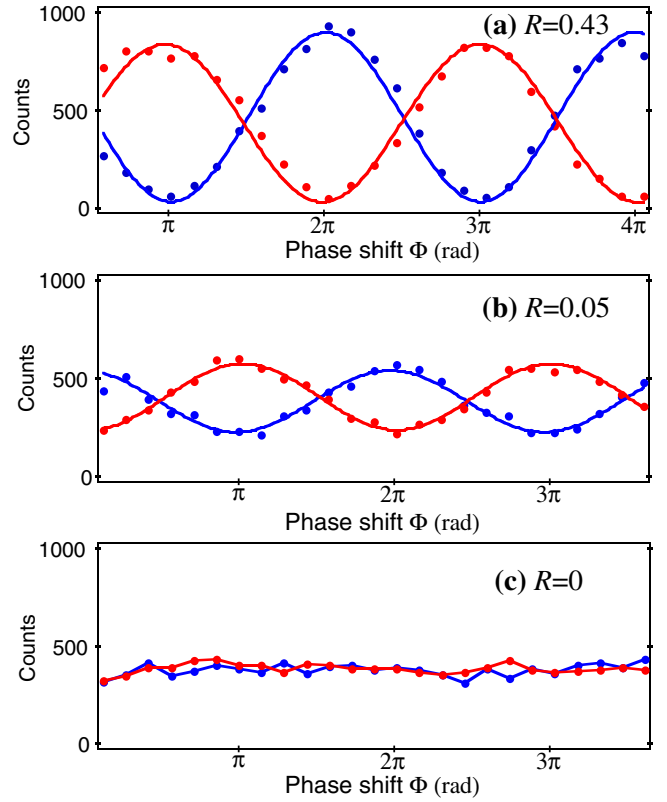 1000
(a) R=0.43
Counts
500
0
π
2π
3π
4π
Phase shift Φ (rad)
1000
(b) R=0.05
Counts
500
0
π
2π
3π
Phase shift Φ (rad)
1000
(c) R=0
Counts
500
0
π
2π
3π
Phase shift Φ (rad)